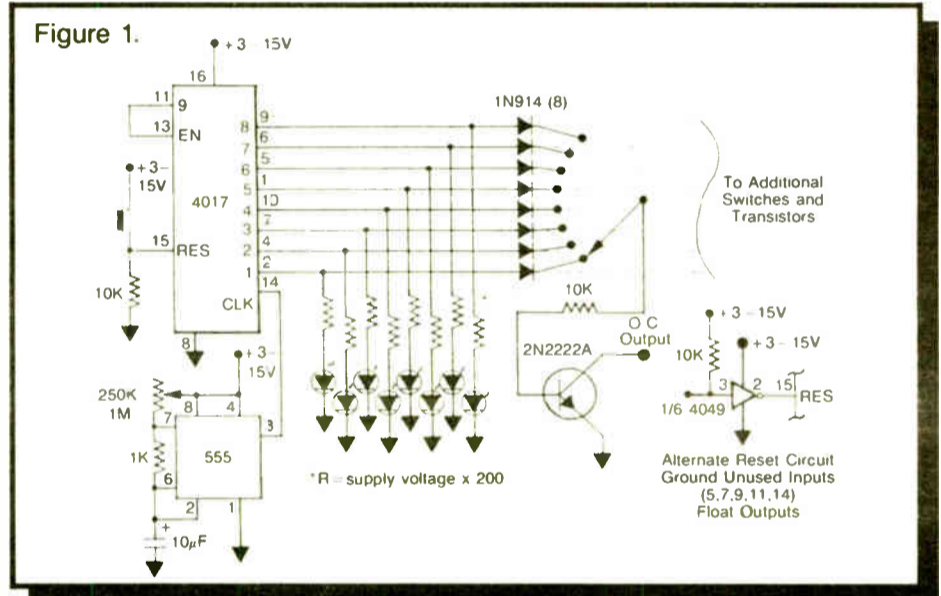 Figure 1.
+3-15V
16
11
9
13
EN
+3-
15V
4017
15
RES
10K
8
9
8
6
7
5
6
1
5
10
4
7
3
4
2
2
1
14
CLK
1N914 (8)
To Additional
Switches and
Transistors
10K
O C
Output
2N2222A
+3-
15V
250K
1M
8
4
7
3
1K
555
6
2
1
+
10µF
*R = supply voltage x 200
+3-15V
10K
+3-15V
3
2
15
RES
1/6 4049
Alternate Reset Circuit
Ground Unused Inputs
(5,7,9,11,14)
Float Outputs